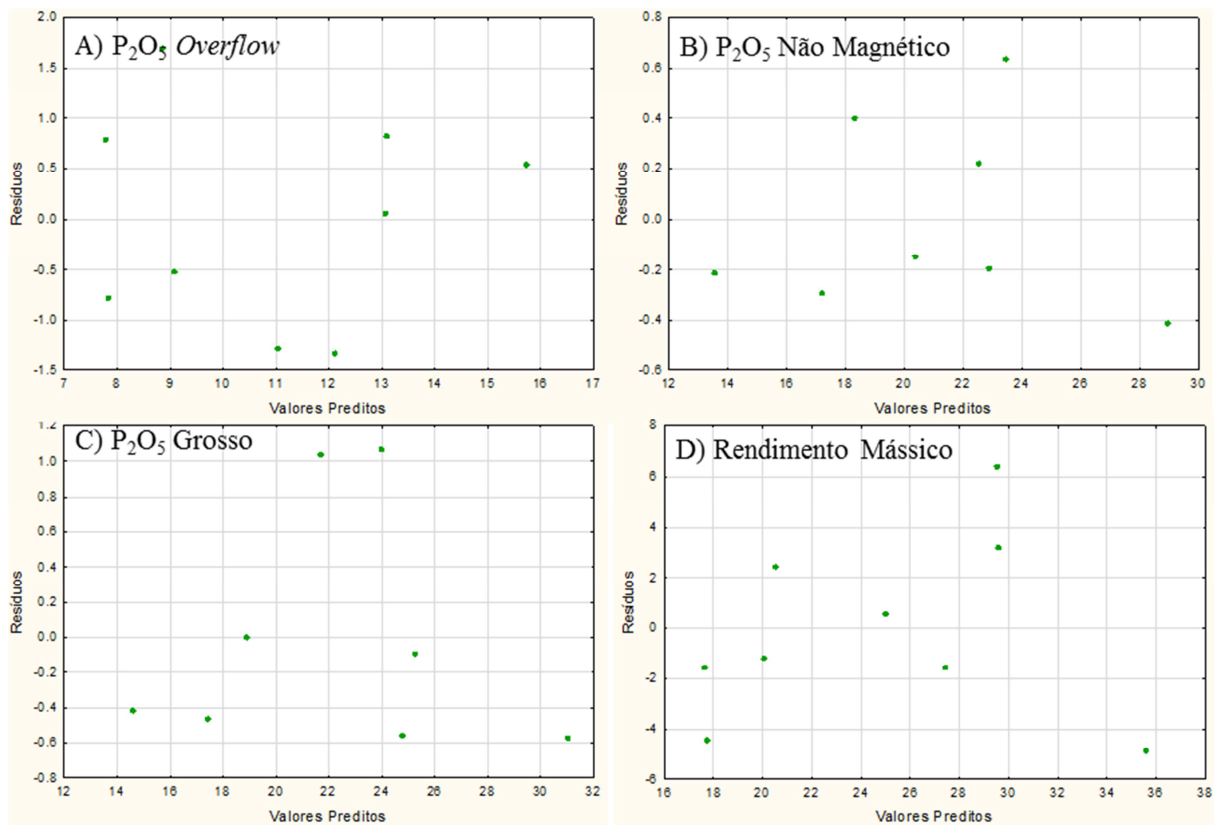 A) P₂O₅ Overflow
Resíduos
2.0
1.5
1.0
0.5
0.0
-0.5
-1.0
-1.5
7 8 9 10 11 12 13 14 15 16 17
Valores Preditos
B) P₂O₅ Não Magnético
Resíduos
0.8
0.6
0.4
0.2
0.0
-0.2
-0.4
-0.6
12 14 16 18 20 22 24 26 28 30
Valores Preditos
C) P₂O₅ Grosso
Resíduos
1.2
1.0
0.8
0.6
0.4
0.2
0.0
-0.2
-0.4
-0.6
-0.8
12 14 16 18 20 22 24 26 28 30 32
Valores Preditos
D) Rendimento Mássico
Resíduos
8
6
4
2
0
-2
-4
-6
16 18 20 22 24 26 28 30 32 34 36 38
Valores Preditos